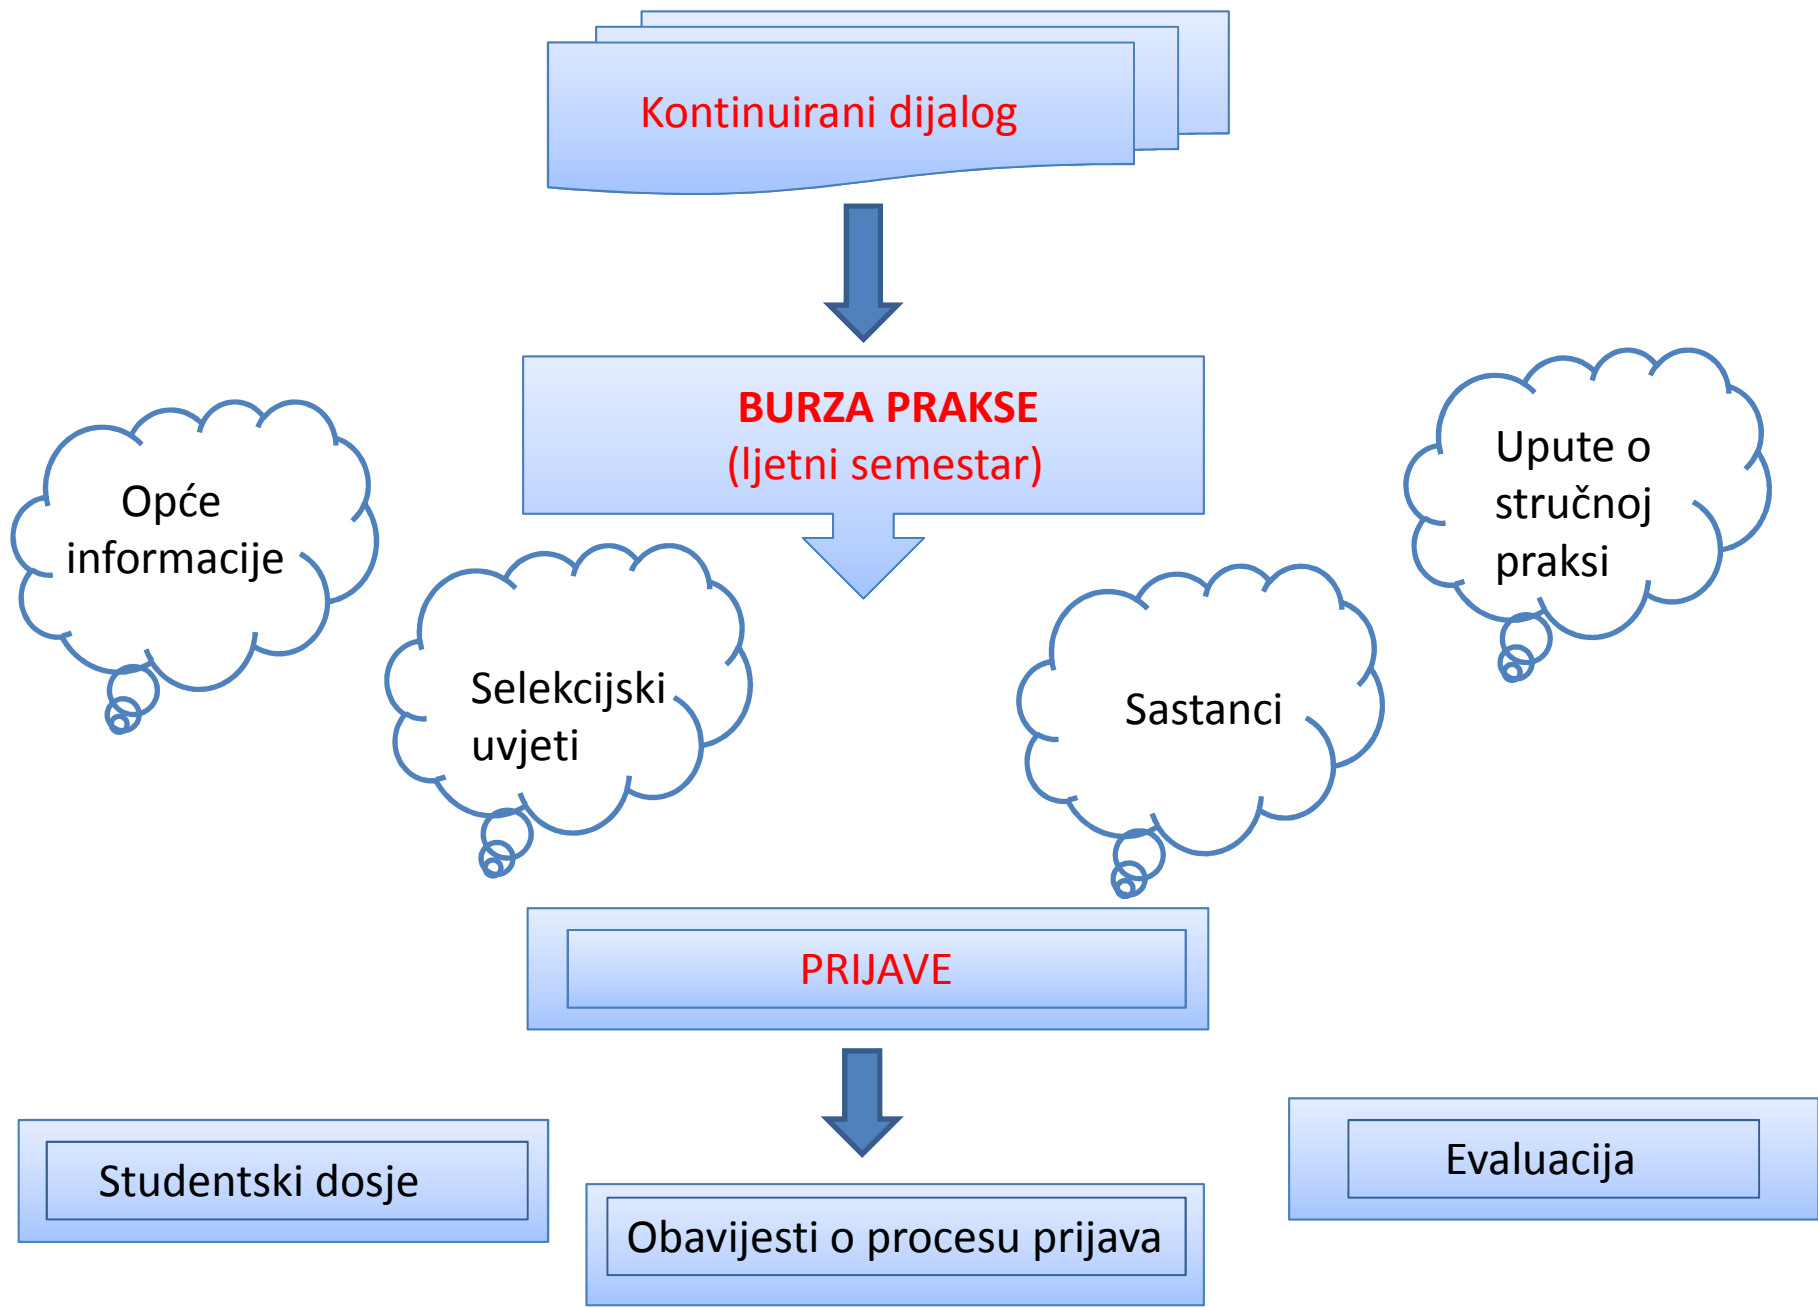 Kontinuirani dijalog
BURZA PRAKSE
(ljetni semestar)
Opće
informacije
Selekcijski
uvjeti
Sastanci
Upute o
stručnoj
praksi
PRIJAVE
Studentski dosje
Obavijesti o procesu prijava
Evaluacija